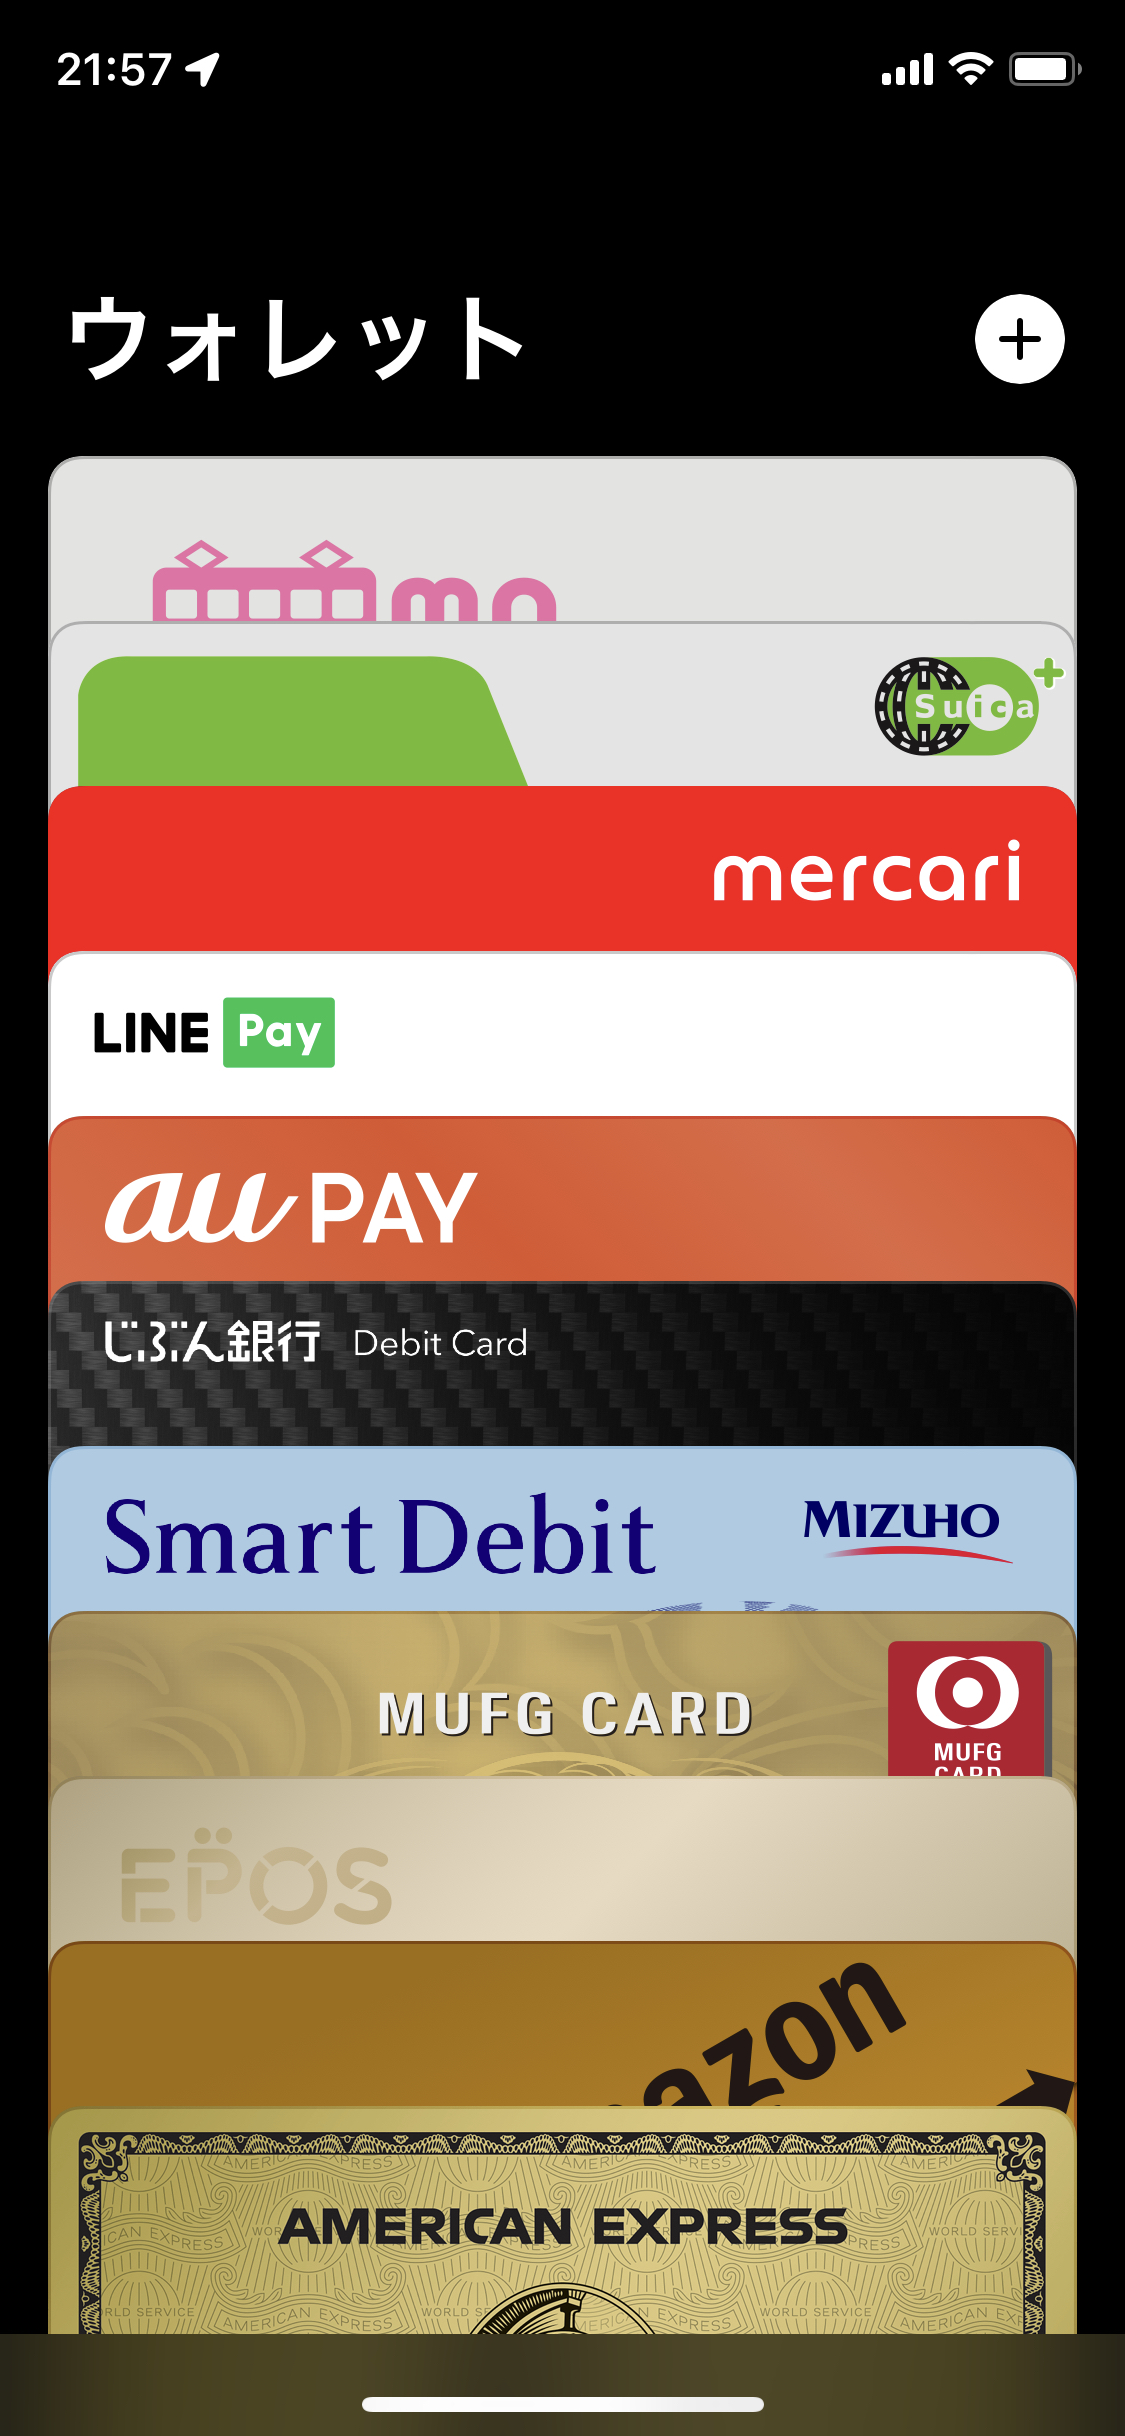 21:57
ウォレット
mo
Suica
mercari
LINE Pay
au PAY
じぶん銀行 Debit Card
Smart Debit MIZUHO
MUFG CARD
MUFG
CARD
EPOS
azon
AMERICAN EXPRESS